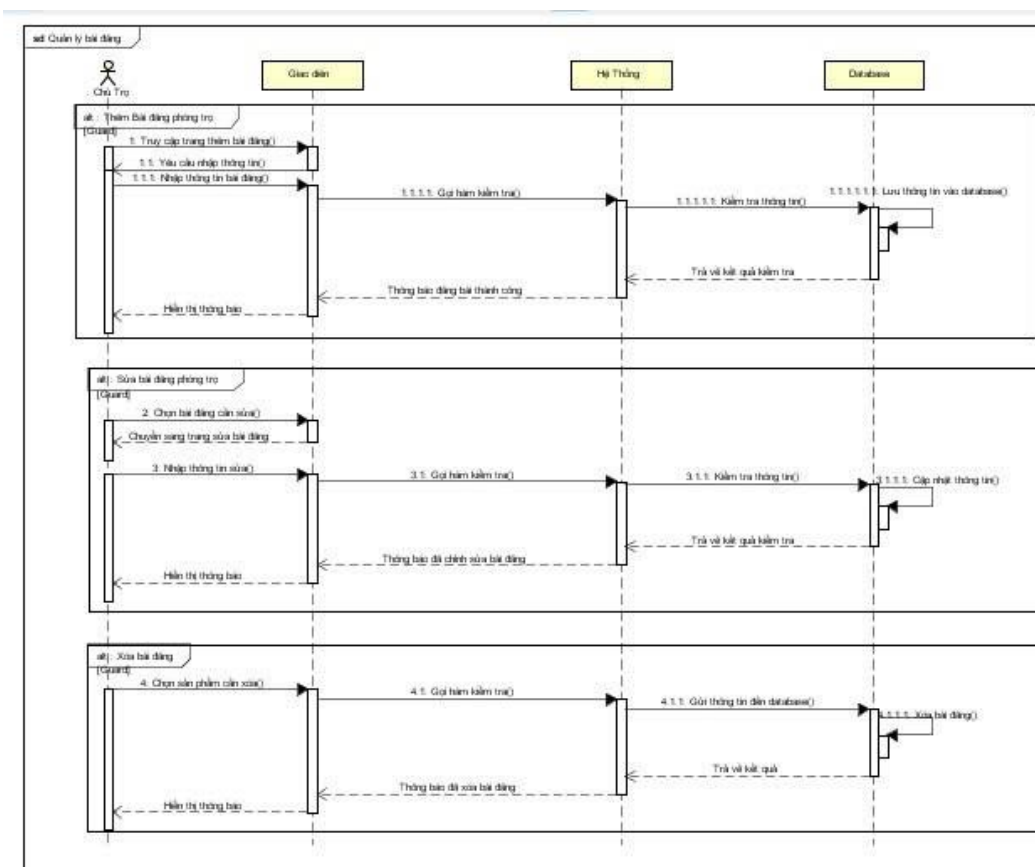 sd Quản lý bài đăng
: Chủ Trọ
Giao diện
Hệ Thống
Database
alt : Thêm Bài đăng phòng trọ
[Guard]
1: Truy cập trang thêm bài đăng()
1.1: Yêu cầu nhập thông tin()
1.1.1: Nhập thông tin bài đăng()
1.1.1.1: Gọi hàm kiểm tra()
1.1.1.1.1: Kiểm tra thông tin()
1.1.1.1.1.1: Lưu thông tin vào database()
Trả về kết quả kiểm tra
Thông báo đăng bài thành công
Hiển thị thông báo
alt : Sửa bài đăng phòng trọ
[Guard]
2: Chọn bài đăng cần sửa()
Chuyển sang trang sửa bài đăng
3: Nhập thông tin sửa()
3.1: Gọi hàm kiểm tra()
3.1.1: Kiểm tra thông tin()
3.1.1.1: Cập nhật thông tin()
Trả về kết quả kiểm tra
Thông báo đã chỉnh sửa bài đăng
Hiển thị thông báo
alt : Xóa bài đăng
[Guard]
4: Chọn sản phẩm cần xóa()
4.1: Gọi hàm kiểm tra()
4.1.1: Gửi thông tin đến database()
4.1.1.1: Xóa bài đăng()
Trả về kết quả
Thông báo đã xóa bài đăng
Hiển thị thông báo